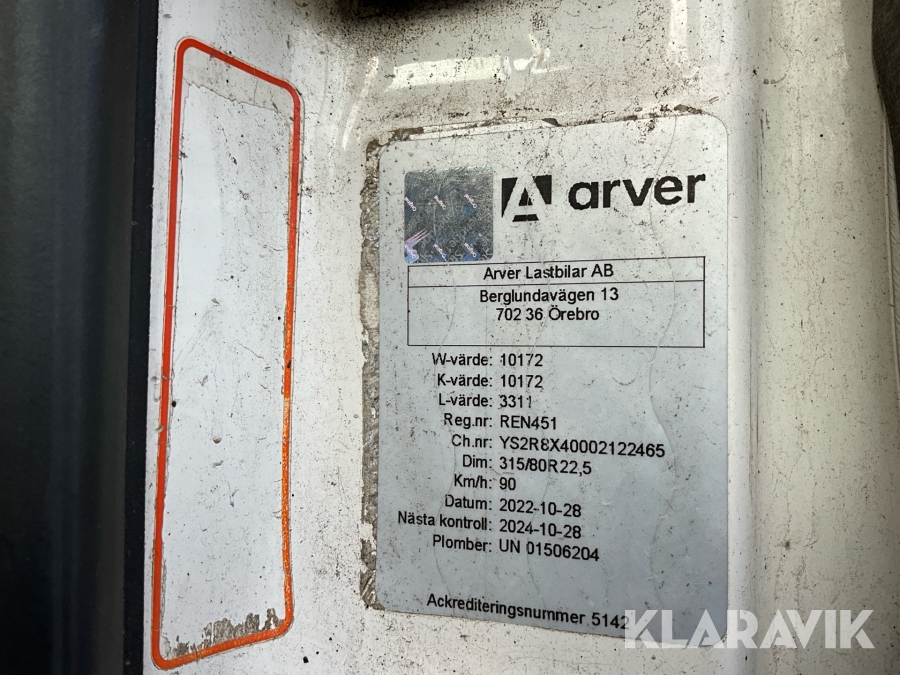 arver
Arver Lastbilar AB
Berglundavägen 13
702 36 Örebro
W-värde: 10172
K-värde: 10172
L-värde: 3311
Reg.nr: REN451
Ch.nr: YS2R8X40002122465
Dim: 315/80R22,5
Km/h: 90
Datum: 2022-10-28
Nästa kontroll: 2024-10-28
Plomber: UN 01506204
Ackrediteringsnummer 5142
KLARAVIK